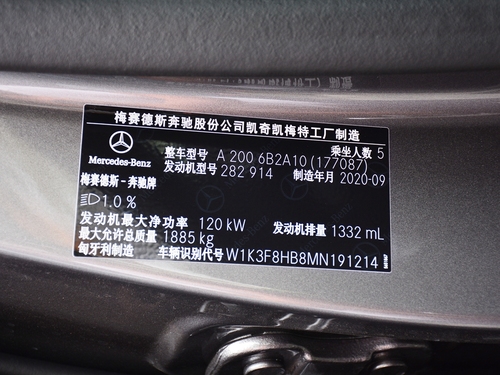 梅赛德斯奔驰股份公司凯奇凯梅特工厂制造
乘坐人数 5
Mercedes-Benz
整车型号 A 200 6B2A10 (177087)
发动机型号 282 914 制造年月 2020-09
梅赛德斯-奔驰牌
1.0 %
发动机最大净功率 120 kW 发动机排量 1332 mL
最大允许总质量 1885 kg
匈牙利制造 车辆识别代号 W1K3F8HB8MN191214